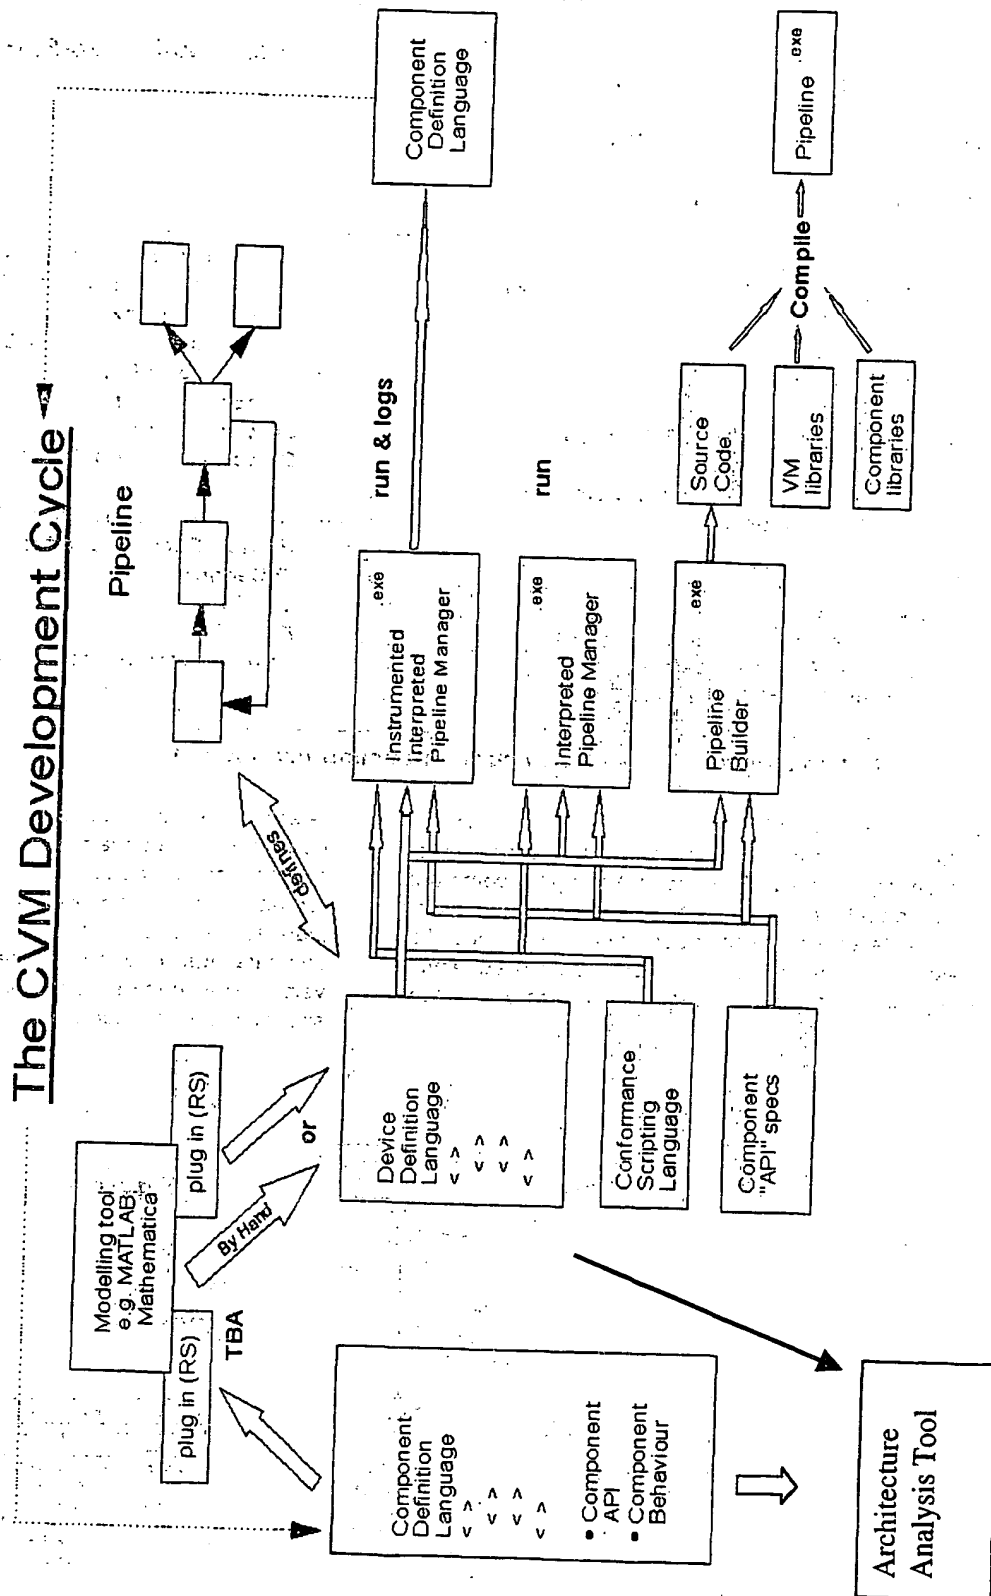 The CVM Development Cycle
Modelling tool
e.g. MATLAB
Mathematica
plug in (RS)
plug in (RS)
TBA
By Hand
or
defines
Pipeline
Component
Definition
Language
< >
< >
< >
< >
• Component
API
• Component
Behaviour
Device
Definition
Language
< >
< >
< >
< >
Conformance
Scripting
Language
Component
"API" specs
Instrumented
Interpreted
Pipeline Manager
.exe
run & logs
Component
Definition
Language
Interpreted
Pipeline Manager
.exe
run
Pipeline
Builder
.exe
Source
Code
VM
libraries
Component
libraries
Compile
Pipeline
.exe
Architecture
Analysis Tool